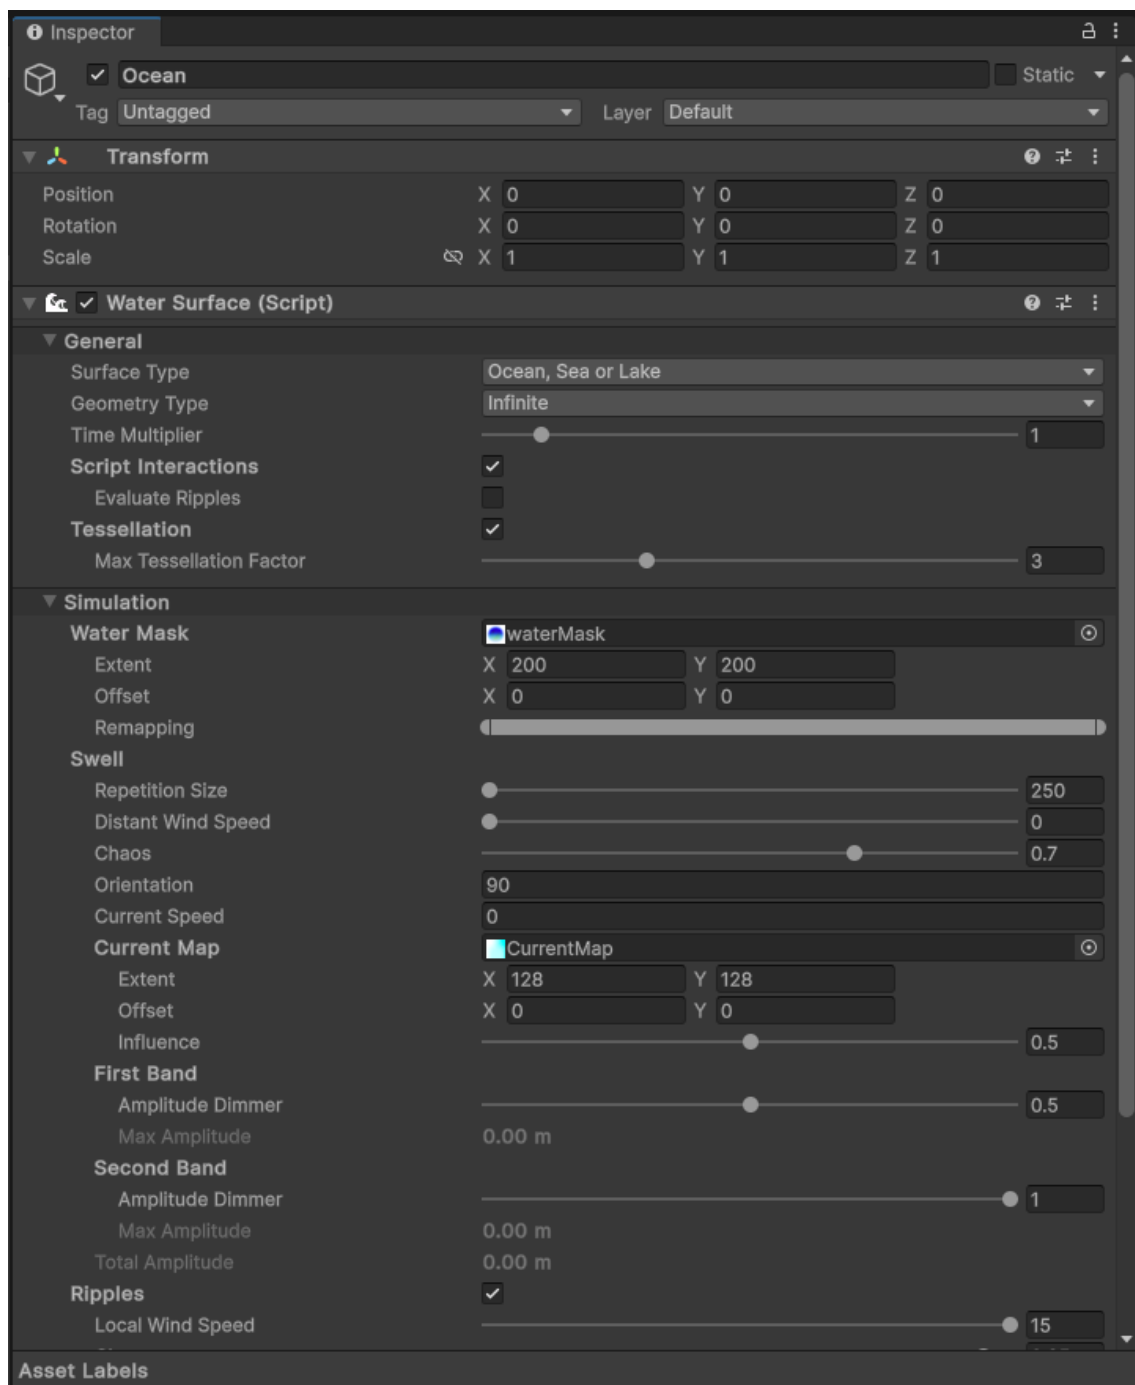 Inspector
Ocean
Static
Tag Untagged Layer Default
Transform
Position X 0 Y 0 Z 0
Rotation X 0 Y 0 Z 0
Scale X 1 Y 1 Z 1
Water Surface (Script)
General
Surface Type Ocean, Sea or Lake
Geometry Type Infinite
Time Multiplier 1
Script Interactions
Evaluate Ripples
Tessellation
Max Tessellation Factor 3
Simulation
Water Mask waterMask
Extent X 200 Y 200
Offset X 0 Y 0
Remapping
Swell
Repetition Size 250
Distant Wind Speed 0
Chaos 0.7
Orientation 90
Current Speed 0
Current Map CurrentMap
Extent X 128 Y 128
Offset X 0 Y 0
Influence 0.5
First Band
Amplitude Dimmer 0.5
Max Amplitude 0.00 m
Second Band
Amplitude Dimmer 1
Max Amplitude 0.00 m
Total Amplitude 0.00 m
Ripples
Local Wind Speed 15
Asset Labels